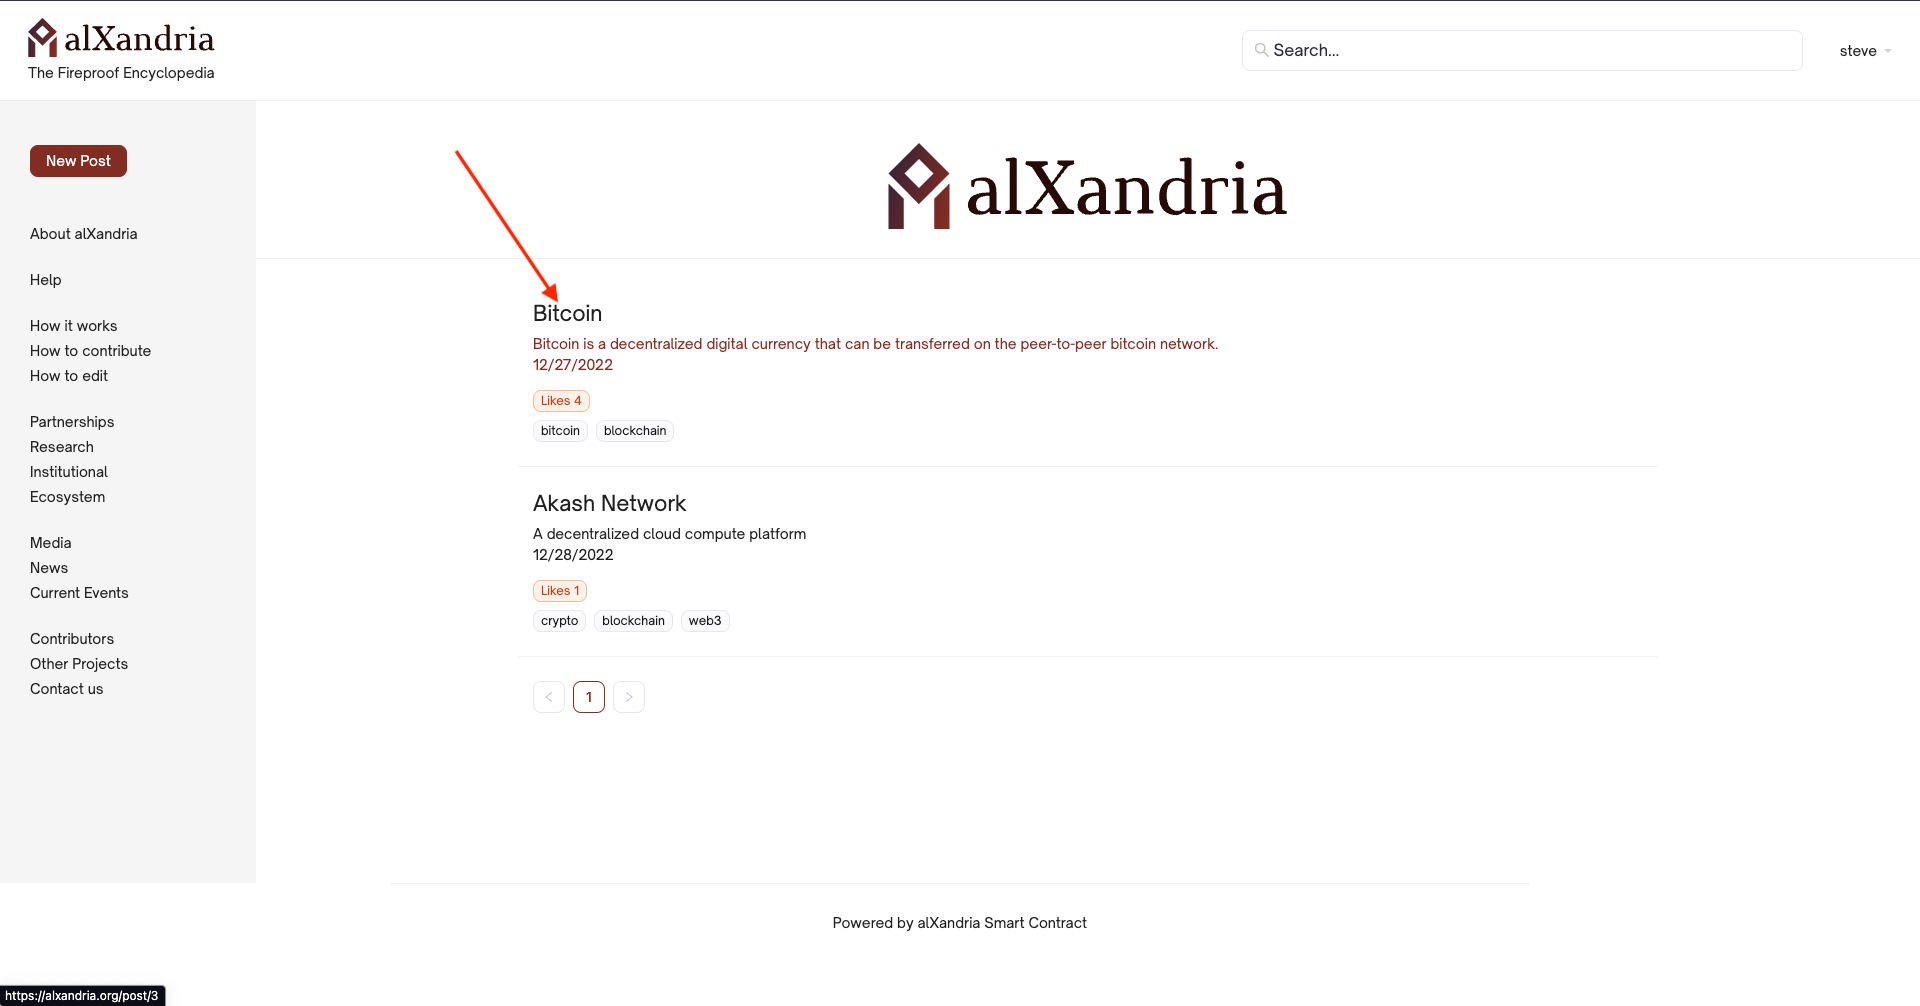 alXandria
The Fireproof Encyclopedia
Search...
steve
New Post
About alXandria
Help
How it works
How to contribute
How to edit
Partnerships
Research
Institutional
Ecosystem
Media
News
Current Events
Contributors
Other Projects
Contact us
alXandria
Bitcoin
Bitcoin is a decentralized digital currency that can be transferred on the peer-to-peer bitcoin network.
12/27/2022
Likes 4
bitcoin blockchain
Akash Network
A decentralized cloud compute platform
12/28/2022
Likes 1
crypto blockchain web3
< 1 >
Powered by alXandria Smart Contract
https://alxandria.org/post/3